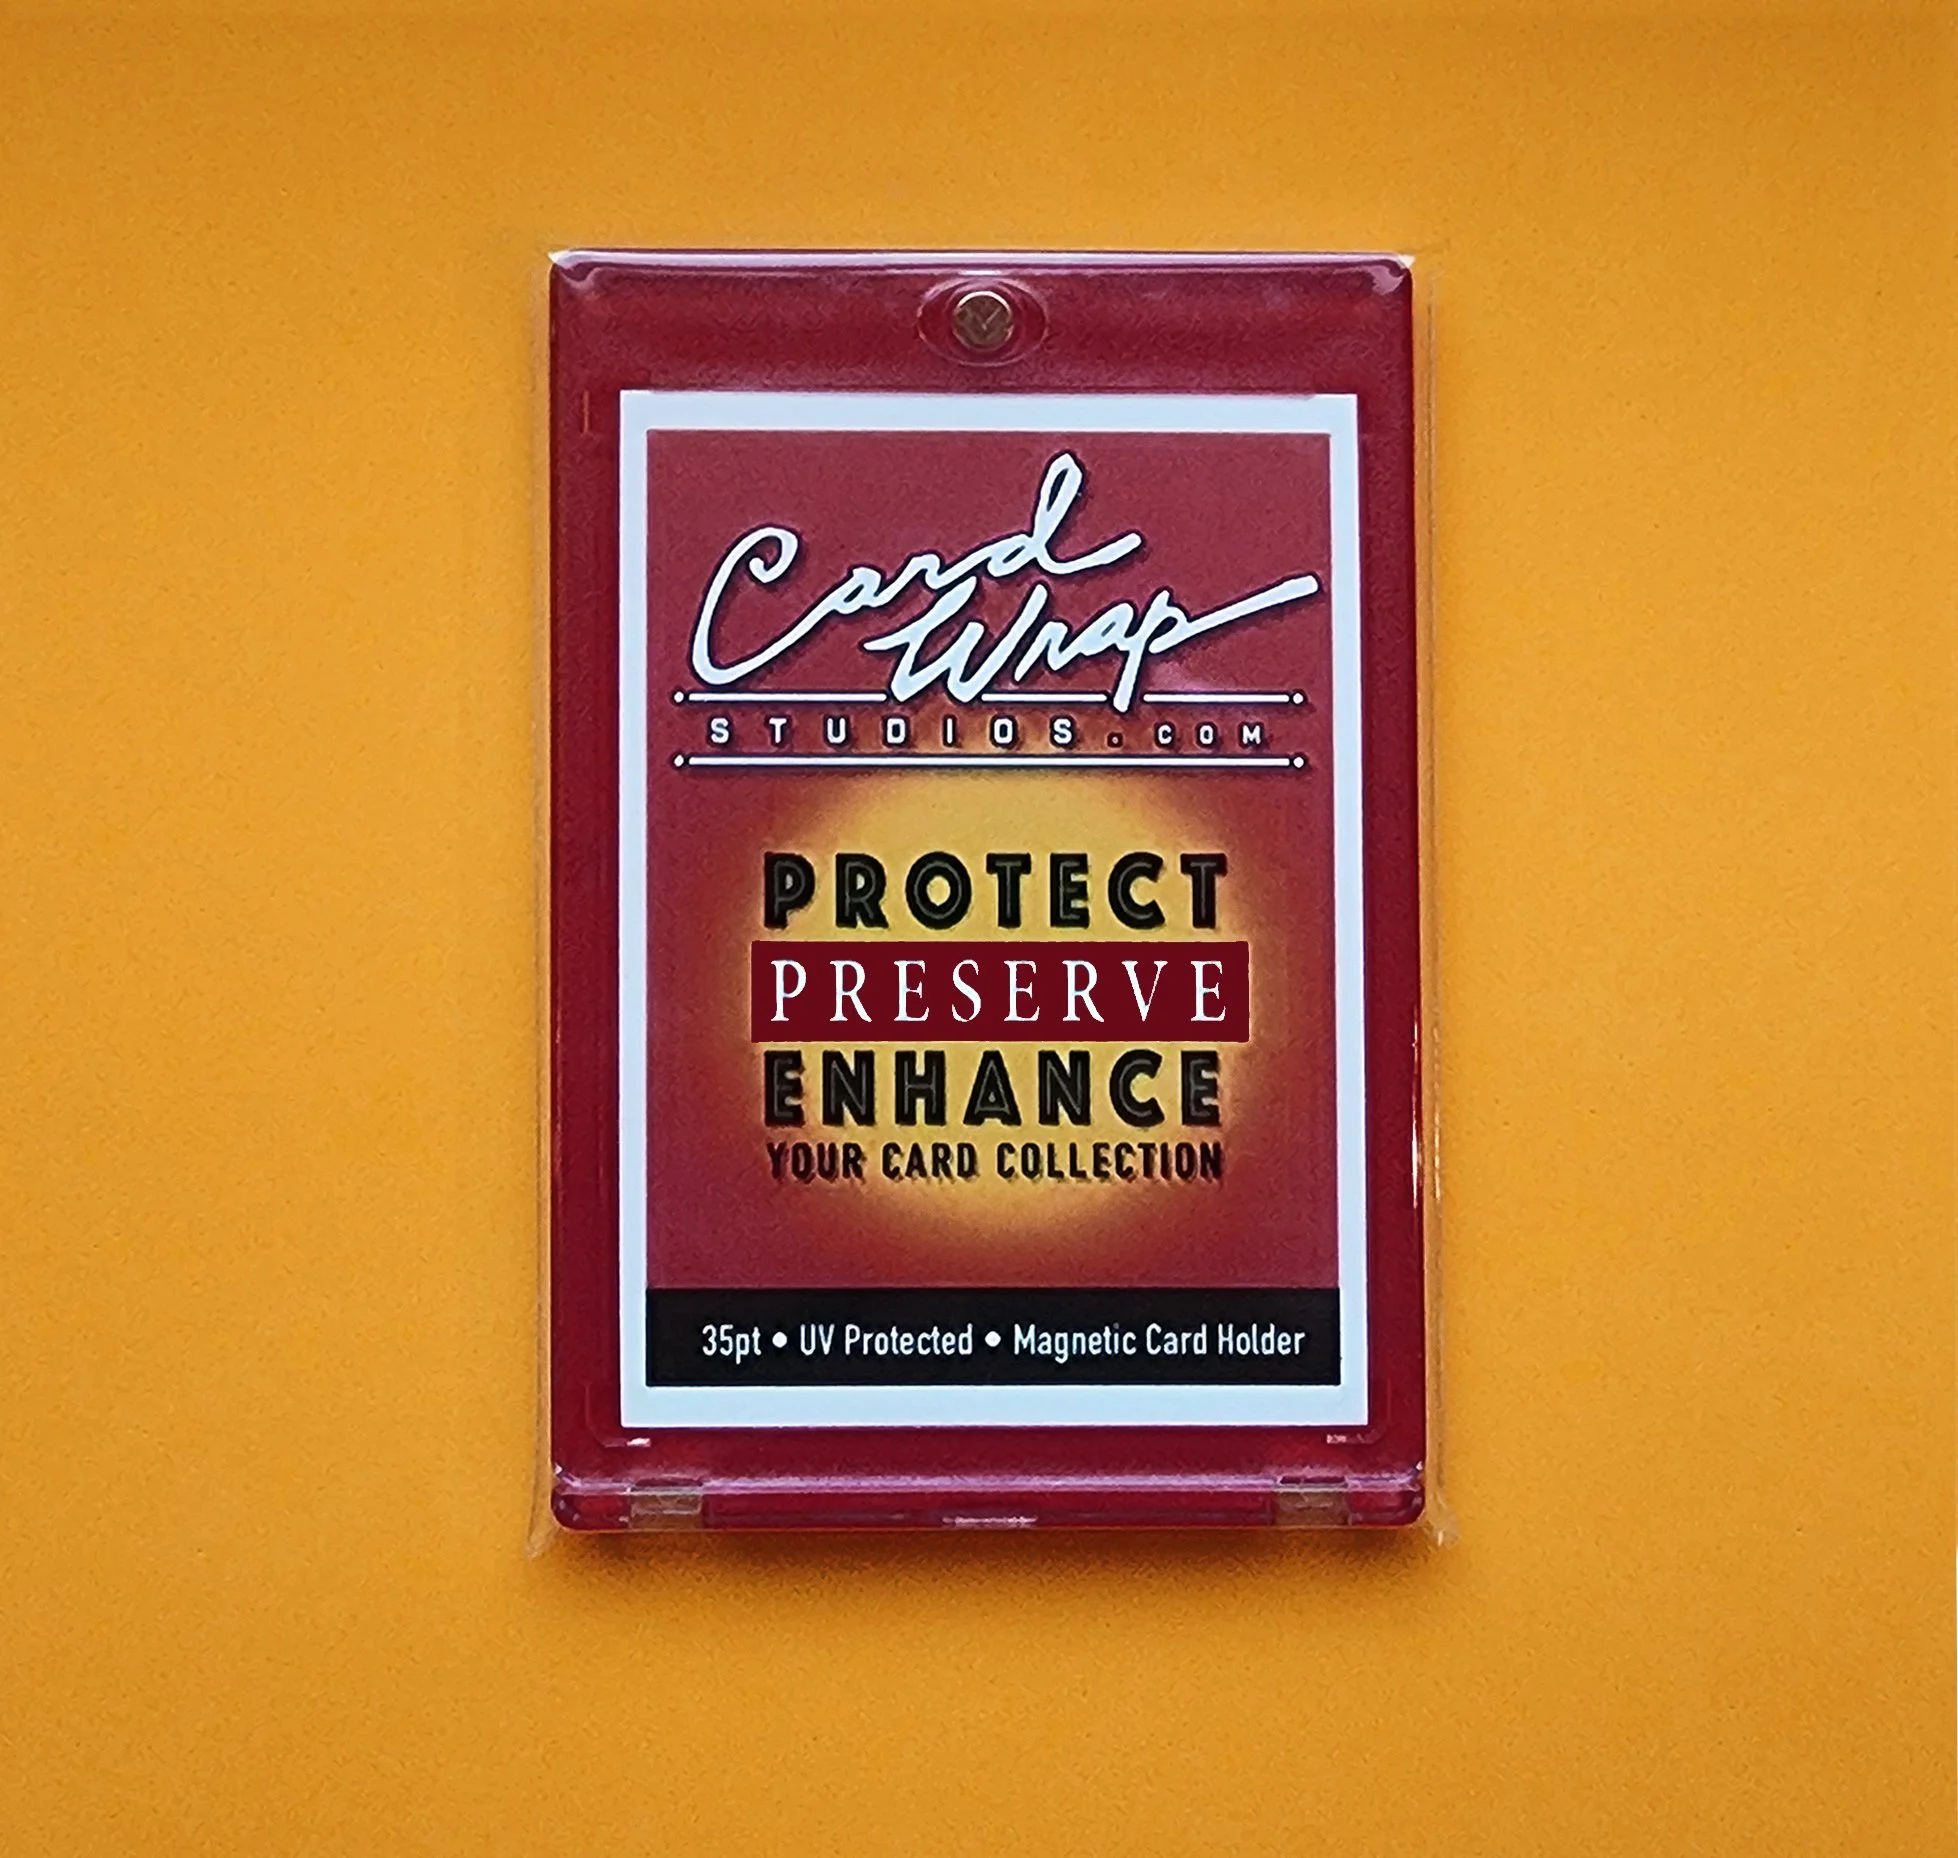 Card
Wrap
STUDIOS.COM
PROTECT
PRESERVE
ENHANCE
YOUR CARD COLLECTION
35pt • UV Protected • Magnetic Card Holder